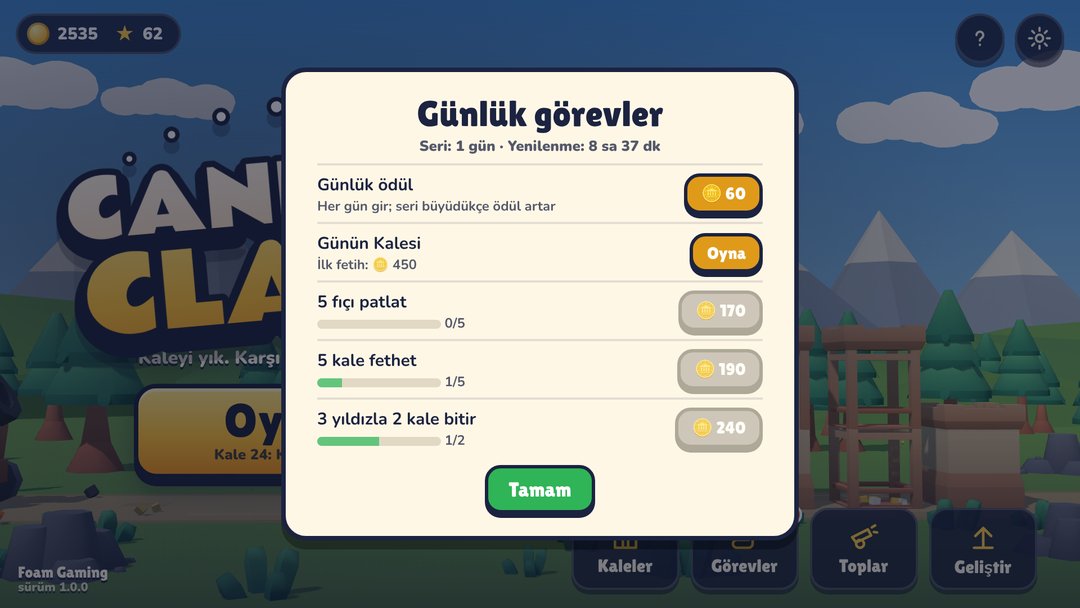 2535 62
?
Günlük görevler
Seri: 1 gün · Yenilenme: 8 sa 37 dk
Günlük ödül
Her gün gir; seri büyüdükçe ödül artar
60
Günün Kalesi
İlk fetih: 450
Oyna
5 fıçı patlat
0/5
170
5 kale fethet
1/5
190
3 yıldızla 2 kale bitir
1/2
240
Tamam
Kaleyi yık. Karşı
Kale 24:
Kaleler
Görevler
Toplar
Geliştir
Foam Gaming
sürüm 1.0.0